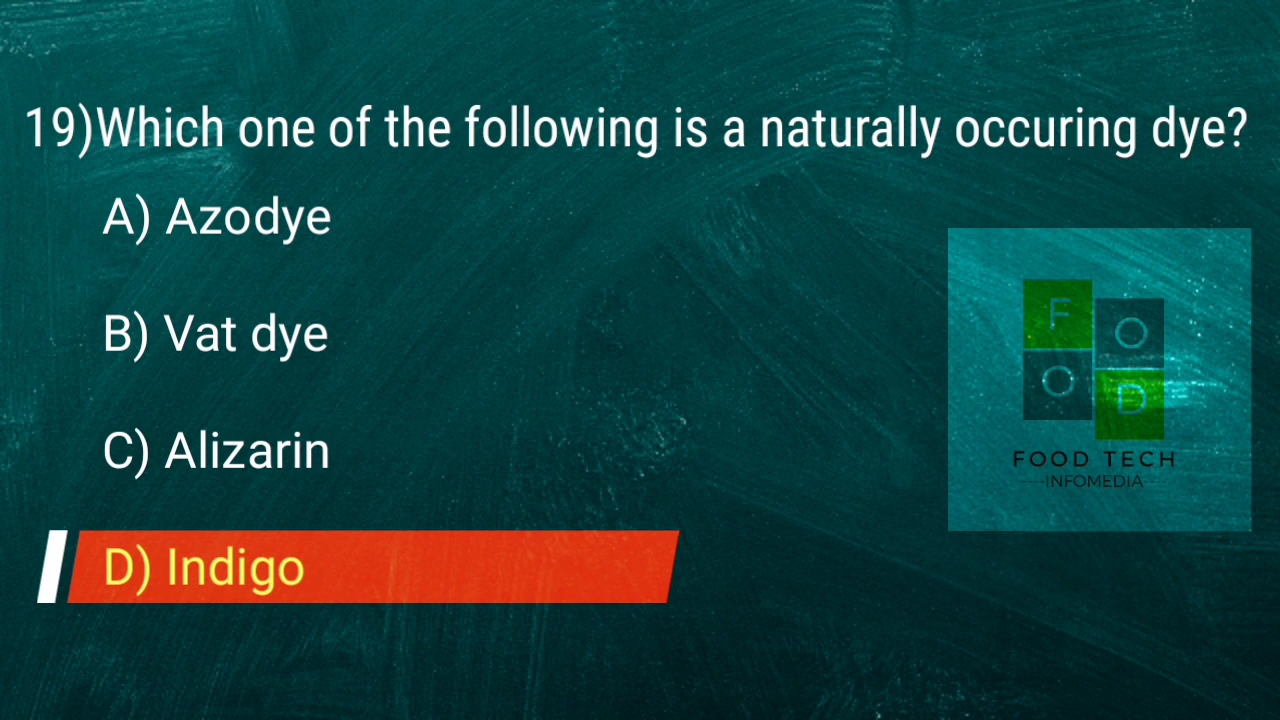 19)Which one of the following is a naturally occuring dye?
A) Azodye
B) Vat dye
C) Alizarin
D) Indigo
F
O
O
D
FOOD TECH
INFOMEDIA